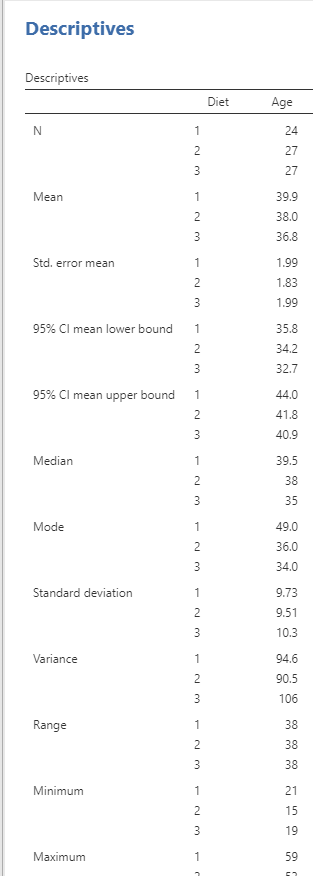 Descriptives
Descriptives
Diet Age
N 1 24
2 27
3 27
Mean 1 39.9
2 38.0
3 36.8
Std. error mean 1 1.99
2 1.83
3 1.99
95% CI mean lower bound 1 35.8
2 34.2
3 32.7
95% CI mean upper bound 1 44.0
2 41.8
3 40.9
Median 1 39.5
2 38
3 35
Mode 1 49.0
2 36.0
3 34.0
Standard deviation 1 9.73
2 9.51
3 10.3
Variance 1 94.6
2 90.5
3 106
Range 1 38
2 38
3 38
Minimum 1 21
2 15
3 19
Maximum 1 59